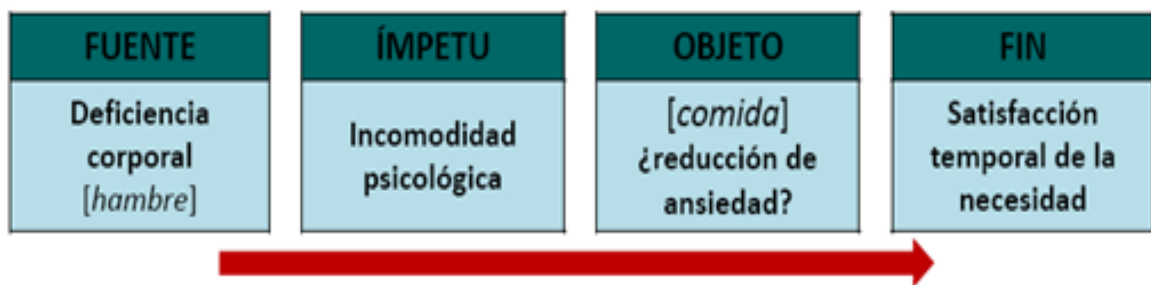 FUENTE
Deficiencia
corporal
[hambre]
ÍMPETU
Incomodidad
psicológica
OBJETO
[comida]
¿reducción de
ansiedad?
FIN
Satisfacción
temporal de la
necesidad